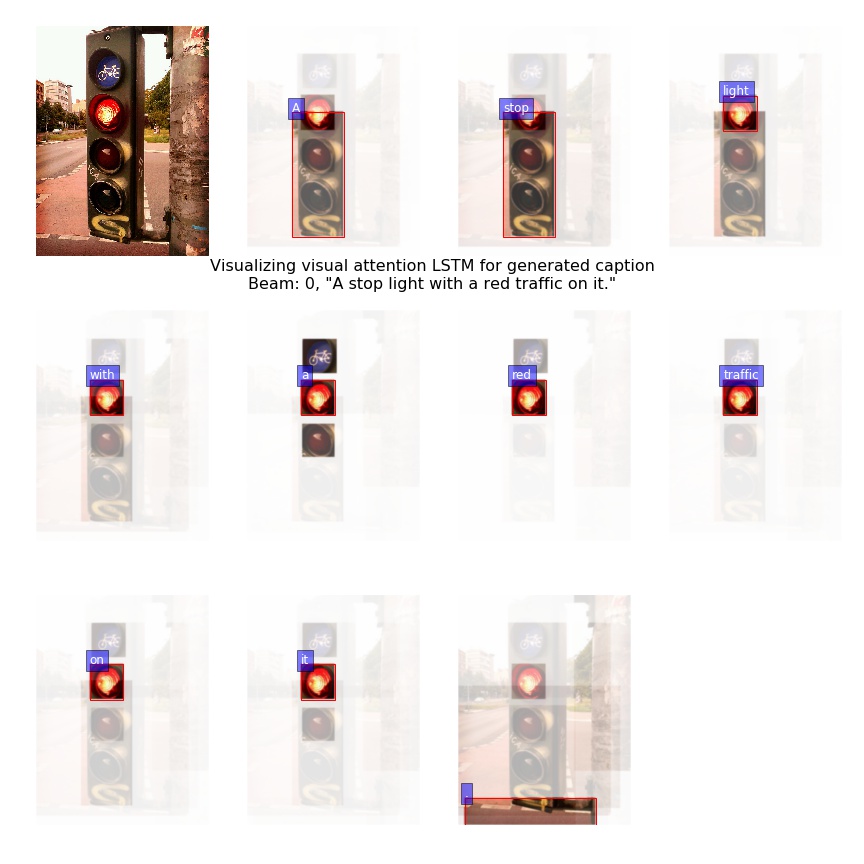 A
stop
light
Visualizing visual attention LSTM for generated caption
Beam: 0, "A stop light with a red traffic on it."
with
a
red
traffic
on
it
.